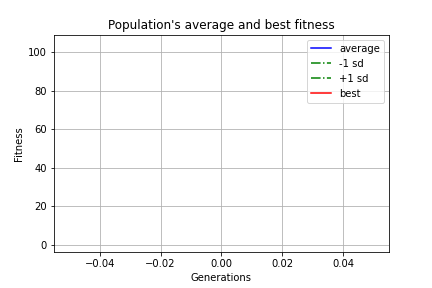 Population's average and best fitness
100
80
60
40
20
0
Fitness
average
-1 sd
+1 sd
best
−0.04
−0.02
0.00
0.02
0.04
Generations